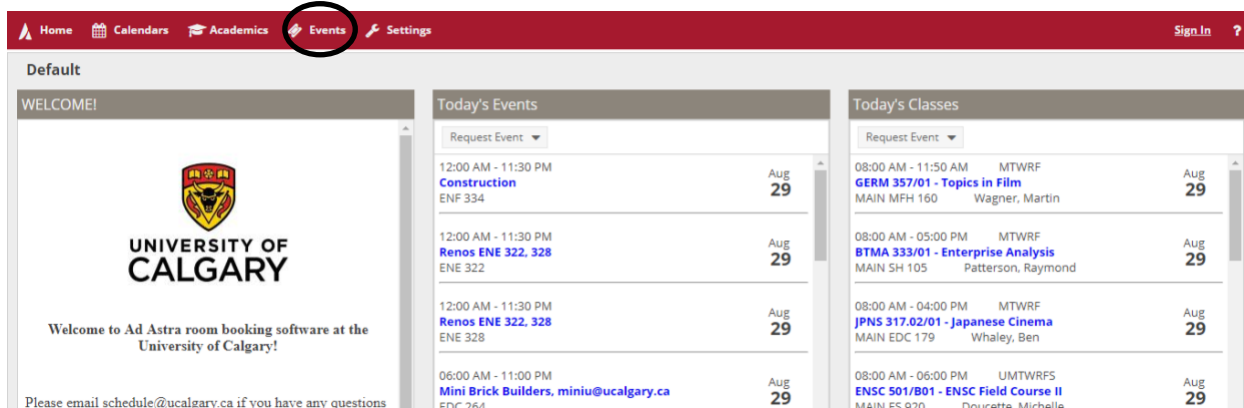 Home Calendars Academics Events Settings Sign In ?
Default
WELCOME!
UNIVERSITY OF
CALGARY
Welcome to Ad Astra room booking software at the
University of Calgary!
Please email schedule@ucalgary.ca if you have any questions
Today's Events
Request Event
12:00 AM - 11:30 PM
Construction
ENF 334
Aug
29
12:00 AM - 11:30 PM
Renos ENE 322, 328
ENE 322
Aug
29
12:00 AM - 11:30 PM
Renos ENE 322, 328
ENE 328
Aug
29
06:00 AM - 11:00 PM
Mini Brick Builders, miniu@ucalgary.ca
EDC 264
Aug
29
Today's Classes
Request Event
08:00 AM - 11:50 AM MTWRF
GERM 357/01 - Topics in Film
MAIN MFH 160 Wagner, Martin
Aug
29
08:00 AM - 05:00 PM MTWRF
BTMA 333/01 - Enterprise Analysis
MAIN SH 105 Patterson, Raymond
Aug
29
08:00 AM - 04:00 PM MTWRF
JPNS 317.02/01 - Japanese Cinema
MAIN EDC 179 Whaley, Ben
Aug
29
08:00 AM - 06:00 PM UMTWRFS
ENSC 501/B01 - ENSC Field Course II
MAIN ES 920 Doucette, Michelle
Aug
29